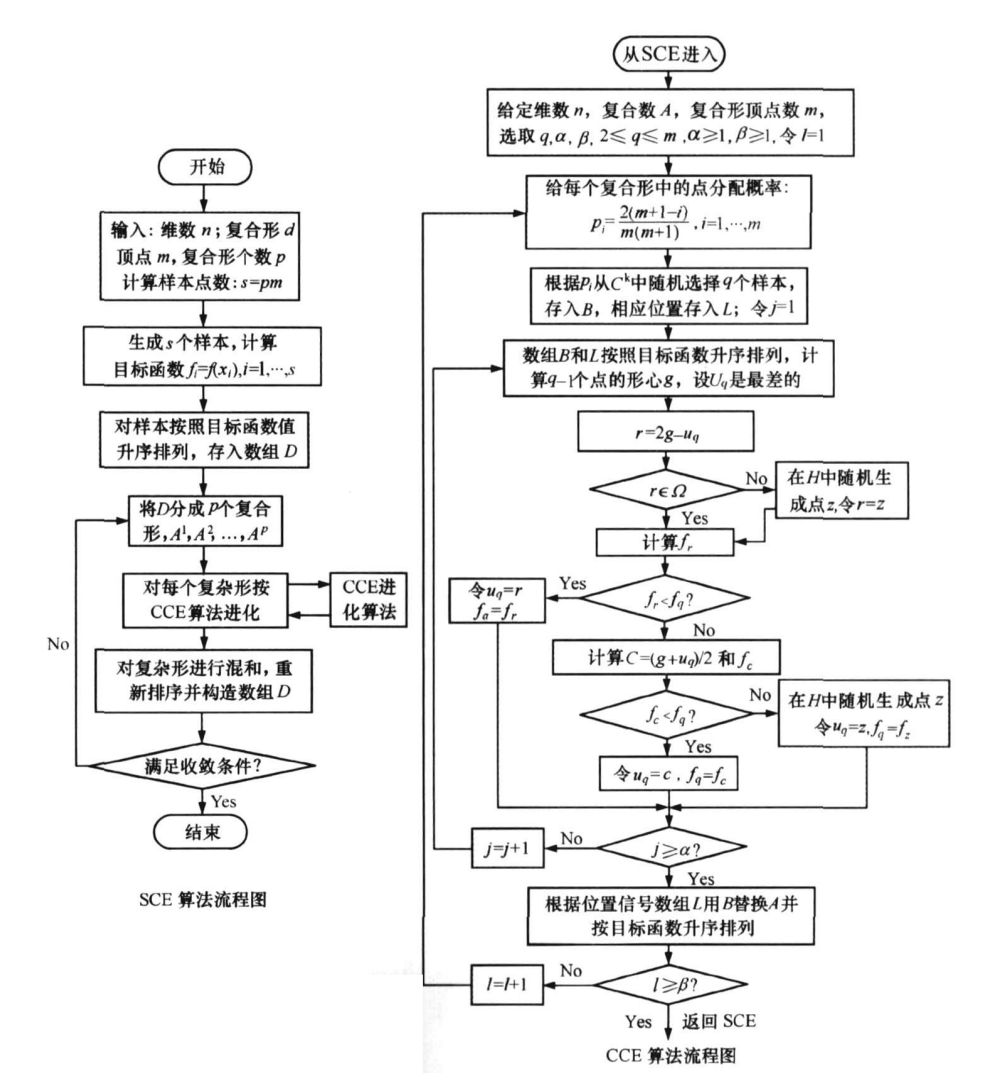 开始
输入: 维数 n; 复合形 d
顶点 m, 复合形个数 p
计算样本点数: s=pm
生成 s 个样本, 计算
目标函数 fᵢ=f(xᵢ), i=1,…,s
对样本按照目标函数值
升序排列, 存入数组 D
将D分成 P个复合
形, A¹, A², …, Aᵖ
对每个复杂形按
CCE算法进化
CCE进
化算法
No
对复杂形进行混和, 重
新排序并构造数组 D
满足收敛条件?
Yes
结束
SCE 算法流程图
从SCE进入
给定维数 n, 复合数 A, 复合形顶点数 m,
选取 q, α, β, 2≤ q≤ m ,α≥1, β≥1, 令 l=1
给每个复合形中的点分配概率:
pᵢ=2(m+1−i)/m(m+1) , i=1,…,m
根据pᵢ从Cᵏ中随机选择 q个样本,
存入B, 相应位置存入 L; 令 j=1
数组B和L按照目标函数升序排列, 计
算q−1个点的形心g, 设U_q是最差的
r=2g−u_q
r∈Ω
No
在H中随机生
成点z, 令r=z
Yes
计算f_r
f_r<f_q?
Yes
令u_q=r
f_a=f_r
No
计算C=(g+u_q)/2 和 f_c
f_c<f_q?
No
在H中随机生成点 z
令u_q=z, f_q=f_z
Yes
令u_q=c , f_q=f_c
j≥α?
No
j=j+1
Yes
根据位置信号数组L用B替换A并
按目标函数升序排列
l≥β?
No
l=l+1
Yes 返回 SCE
CCE 算法流程图